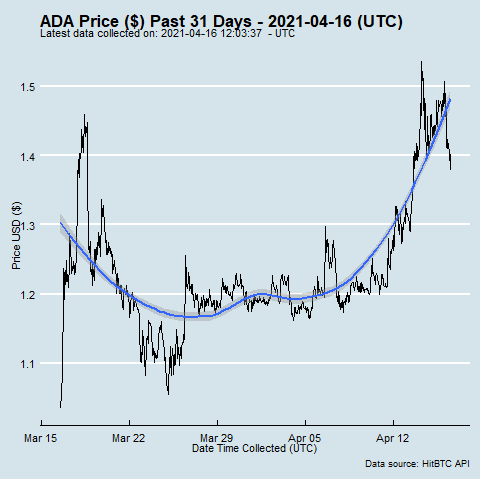 ADA Price ($) Past 31 Days - 2021-04-16 (UTC)
Latest data collected on: 2021-04-16 12:03:37 - UTC
Price USD ($)
1.5
1.4
1.3
1.2
1.1
Mar 15 Mar 22 Mar 29 Apr 05 Apr 12
Date Time Collected (UTC)
Data source: HitBTC API